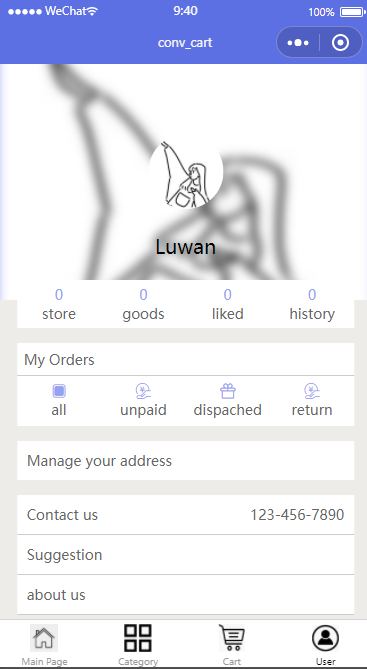 WeChat 9:40 100%
conv_cart
Luwan
0 0 0 0
store goods liked history
My Orders
all unpaid dispached return
Manage your address
Contact us 123-456-7890
Suggestion
about us
Main Page Category Cart User